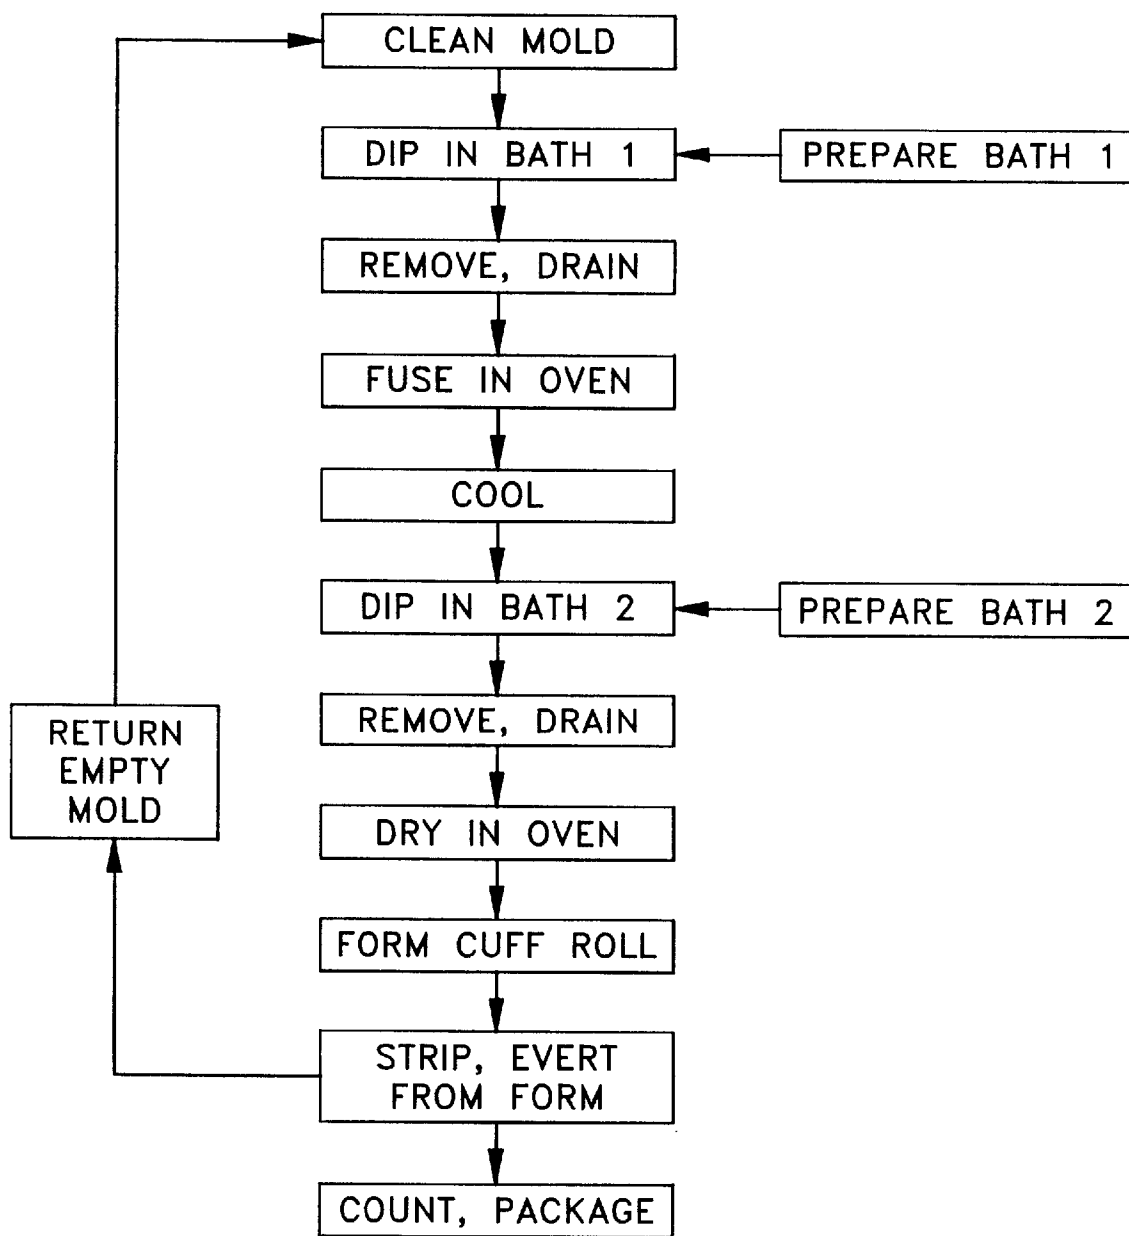 CLEAN MOLD
DIP IN BATH 1
PREPARE BATH 1
REMOVE, DRAIN
FUSE IN OVEN
COOL
DIP IN BATH 2
PREPARE BATH 2
REMOVE, DRAIN
RETURN
EMPTY
MOLD
DRY IN OVEN
FORM CUFF ROLL
STRIP, EVERT
FROM FORM
COUNT, PACKAGE